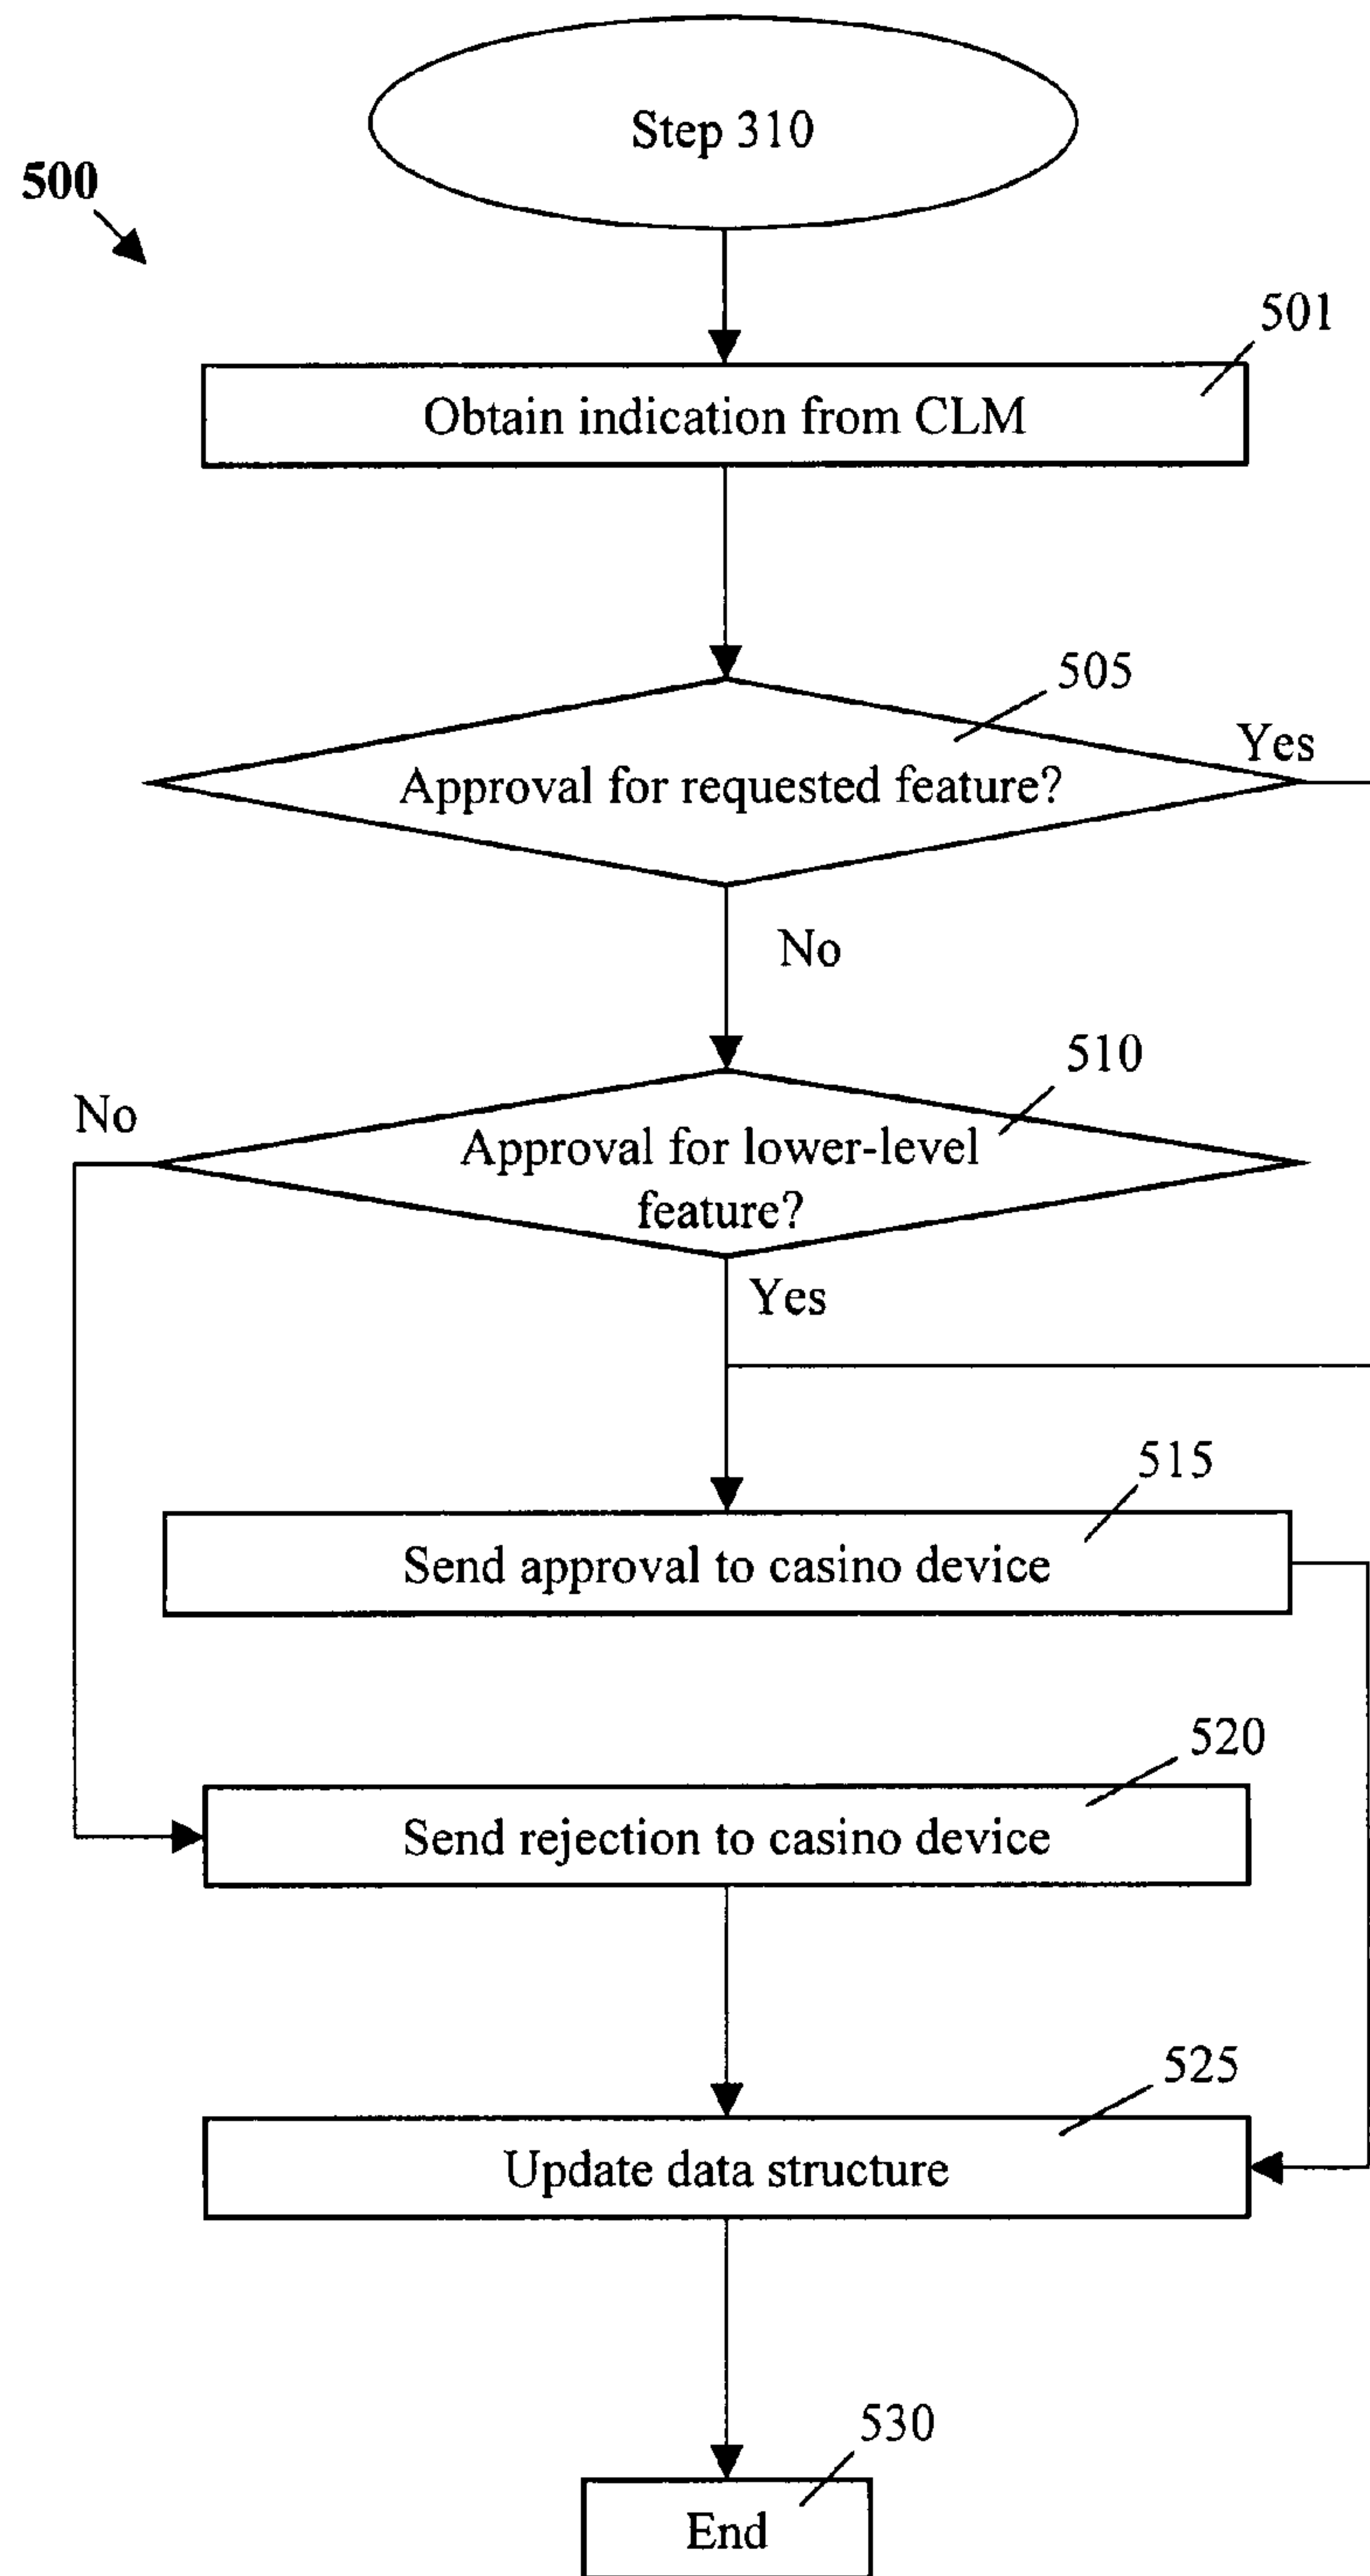 Step 310
500
501
Obtain indication from CLM
505
Yes
Approval for requested feature?
No
510
No
Approval for lower-level
feature?
Yes
515
Send approval to casino device
520
Send rejection to casino device
525
Update data structure
530
End